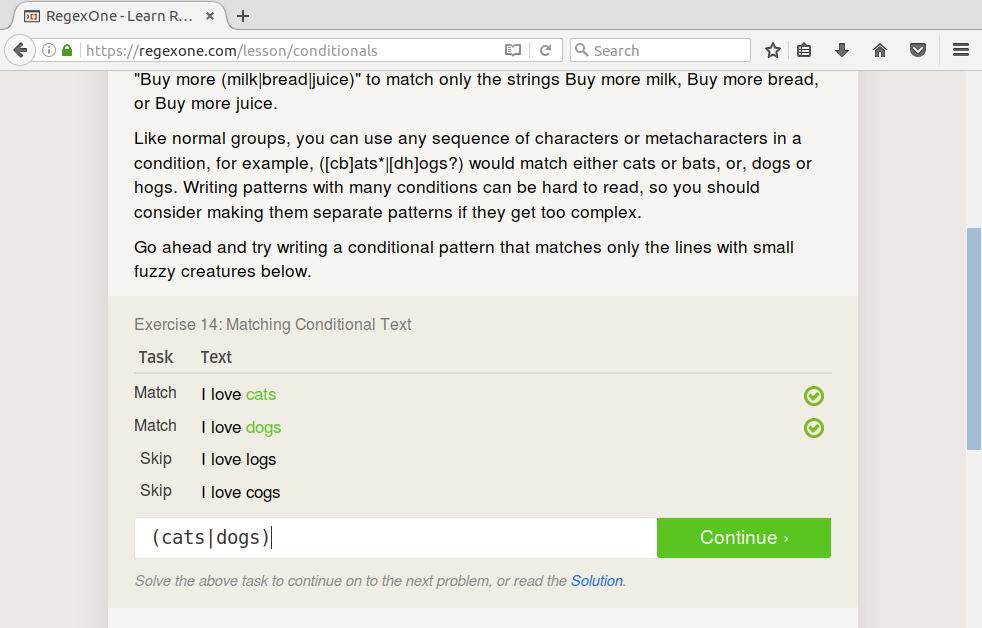 RegexOne - Learn R...
https://regexone.com/lesson/conditionals
Search
"Buy more (milk|bread|juice)" to match only the strings Buy more milk, Buy more bread,
or Buy more juice.
Like normal groups, you can use any sequence of characters or metacharacters in a
condition, for example, ([cb]ats*|[dh]ogs?) would match either cats or bats, or, dogs or
hogs. Writing patterns with many conditions can be hard to read, so you should
consider making them separate patterns if they get too complex.
Go ahead and try writing a conditional pattern that matches only the lines with small
fuzzy creatures below.
Exercise 14: Matching Conditional Text
Task Text
Match I love cats
Match I love dogs
Skip I love logs
Skip I love cogs
(cats|dogs)
Continue ›
Solve the above task to continue on to the next problem, or read the Solution.